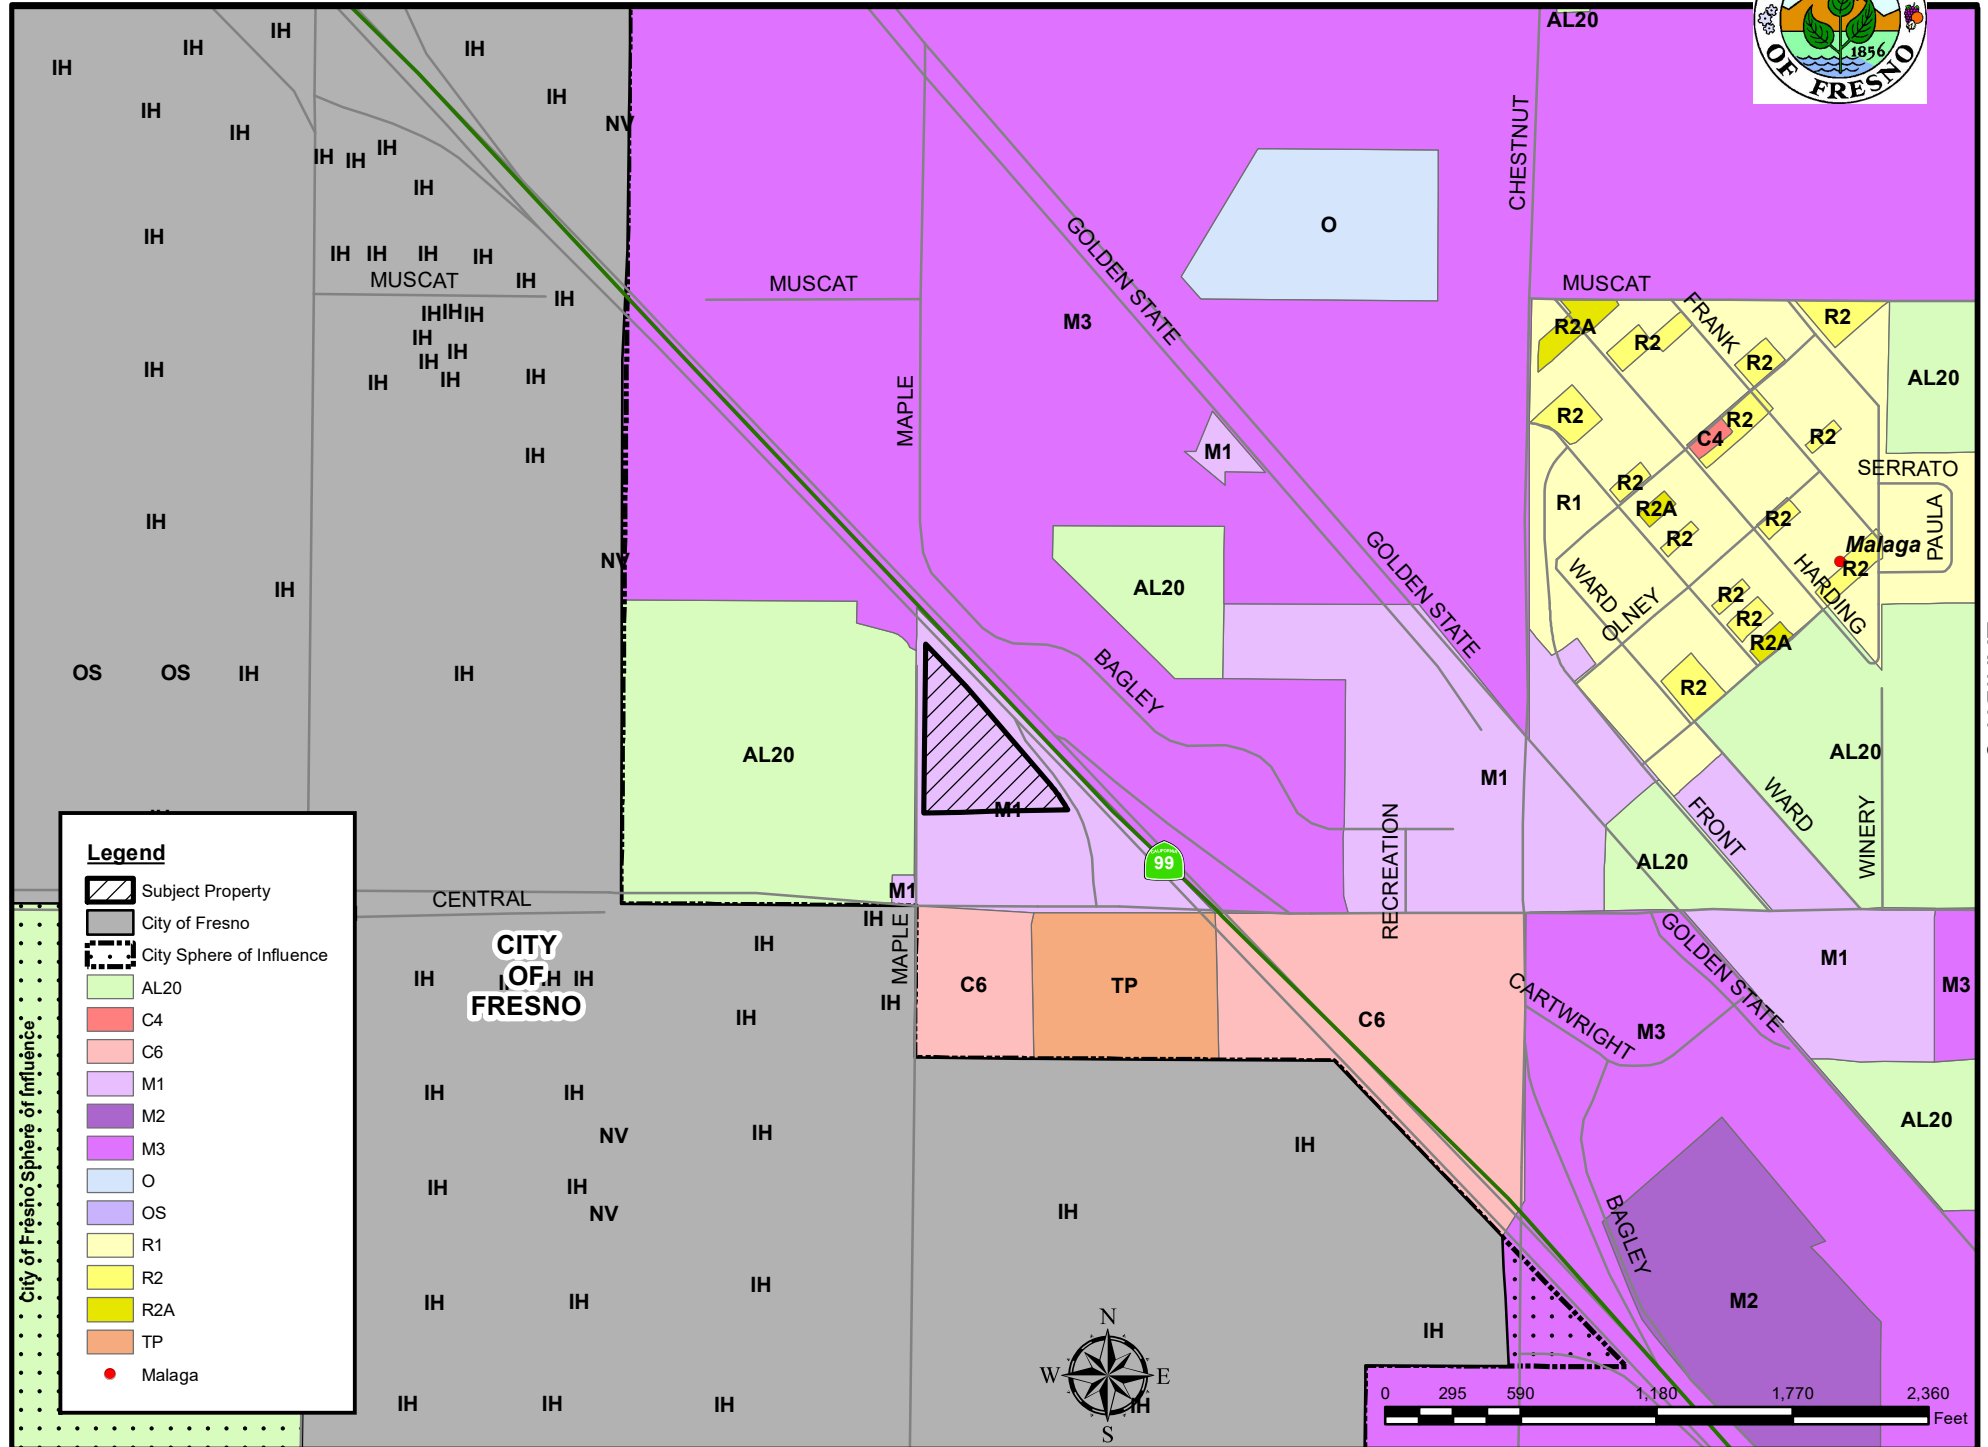 1856
OF FRESNO
AL20
IH
IH
IH
IH
IH
IH
IH
NV
IH
IH
IH
IH
CHESTNUT
IH
IH
IH
IH
IH
MUSCAT
IH
IH
MUSCAT
GOLDEN STATE
O
MUSCAT
IH
IH
IH
IH
IH
IH
IH
IH
IH
IH
IH
M3
R2A
R2
FRANK
R2
R2
AL20
MAPLE
R2
R2
C4
R2
IH
M1
SERRATO
R2
R1
R2A
R2
R2
PAULA
IH
NV
GOLDEN STATE
Malaga
R2
HARDING
WARD
OLNEY
IH
AL20
R2
R2
R2A
OS
OS
IH
IH
BAGLEY
R2
AL20
AL20
M1
M1
WARD
FRONT
WINERY
RECREATION
99
AL20
M1
CENTRAL
IH
MAPLE
CITY
OF
FRESNO
IH
IH
IH
IH
IH
IH
C6
TP
C6
CARTWRIGHT
GOLDEN STATE
M3
M1
M3
IH
IH
NV
IH
IH
AL20
IH
IH
NV
IH
BAGLEY
IH
IH
IH
IH
M2
IH
IH
IH
IH
Legend
Subject Property
City of Fresno
City Sphere of Influence
AL20
C4
C6
M1
M2
M3
O
OS
R1
R2
R2A
TP
Malaga
City of Fresno Sphere of Influence
N
W E
S
0 295 590 1,180 1,770 2,360
Feet